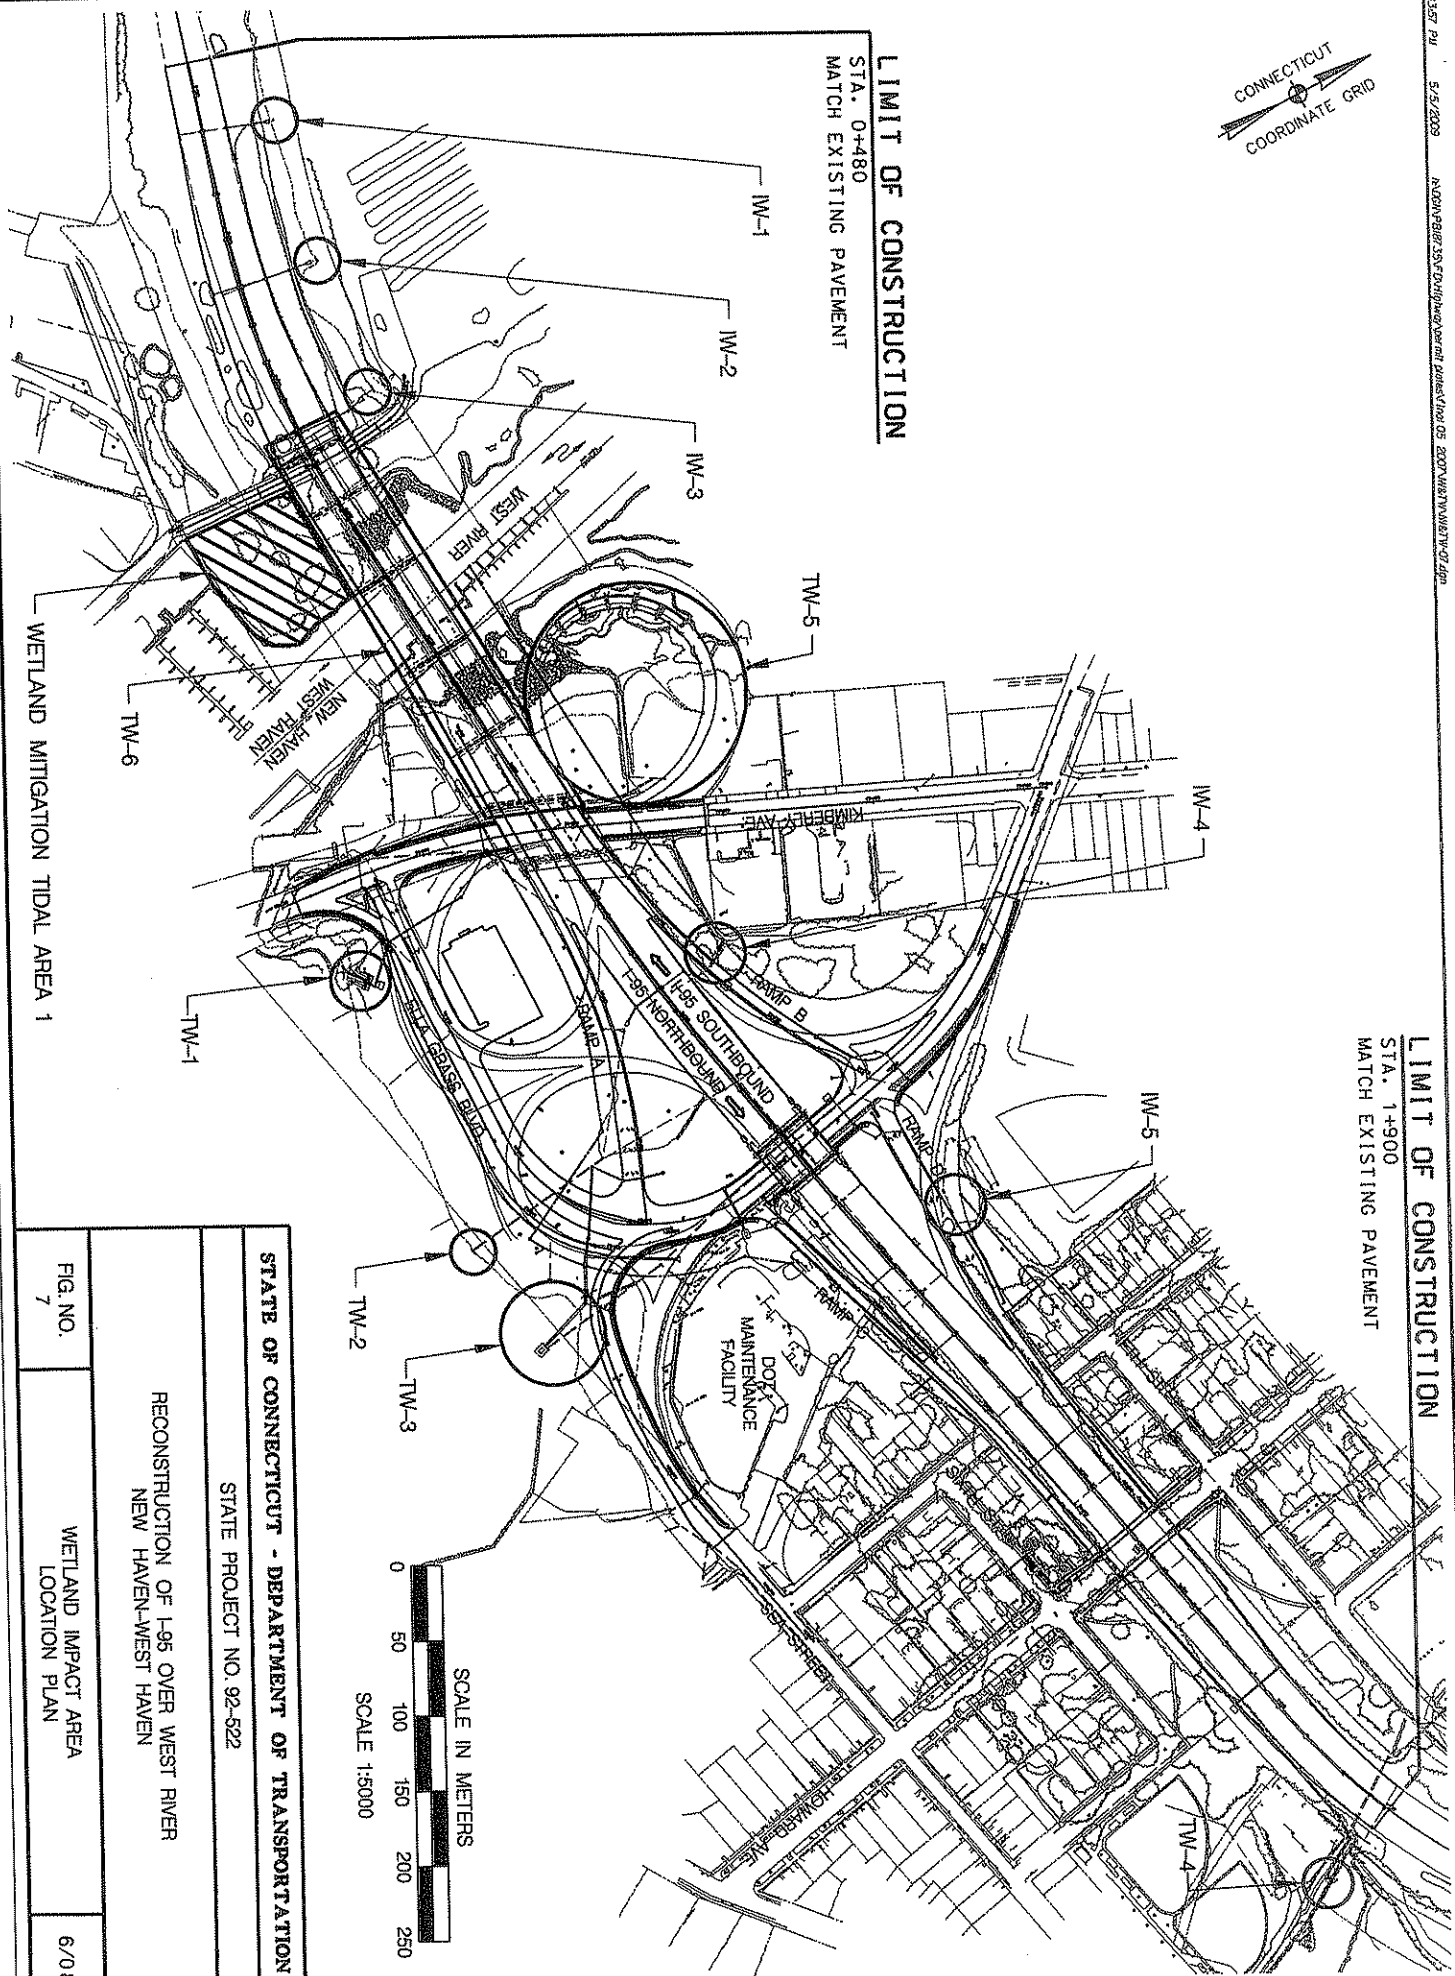 5/5/2009
CONNECTICUT
COORDINATE GRID
LIMIT OF CONSTRUCTION
STA. 0+480
MATCH EXISTING PAVEMENT
LIMIT OF CONSTRUCTION
STA. 1+900
MATCH EXISTING PAVEMENT
IW-1
IW-2
IW-3
TW-5
IW-4
IW-5
WEST RIVER
NEW HAVEN
WEST HAVEN
KIMBERLY AVE
RAMP B
I-95 SOUTHBOUND
I-95 NORTHBOUND
RAMP A
ELLA GRASS BLVD
RAMP
RAMP
DOT
MAINTENANCE
FACILITY
STREET
HOWARD AVE
TW-4
WETLAND MITIGATION TIDAL AREA 1
TW-6
TW-1
TW-2
TW-3
SCALE IN METERS
0 50 100 150 200 250
SCALE 1:5000
STATE OF CONNECTICUT - DEPARTMENT OF TRANSPORTATION
STATE PROJECT NO. 92-522
RECONSTRUCTION OF I-95 OVER WEST RIVER
NEW HAVEN-WEST HAVEN
FIG. NO.
7
WETLAND IMPACT AREA
LOCATION PLAN